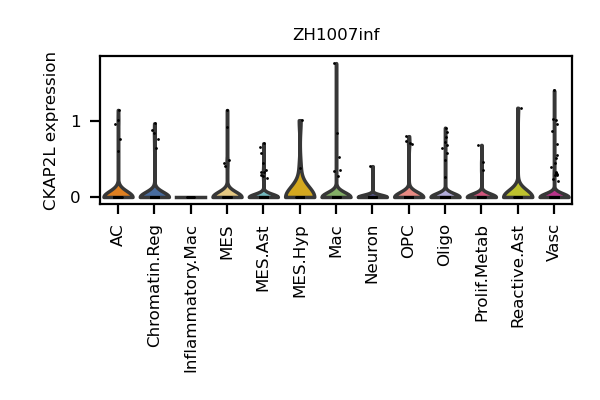 ZH1007inf
CKAP2L expression
1
0
AC
Chromatin.Reg
Inflammatory.Mac
MES
MES.Ast
MES.Hyp
Mac
Neuron
OPC
Oligo
Prolif.Metab
Reactive.Ast
Vasc